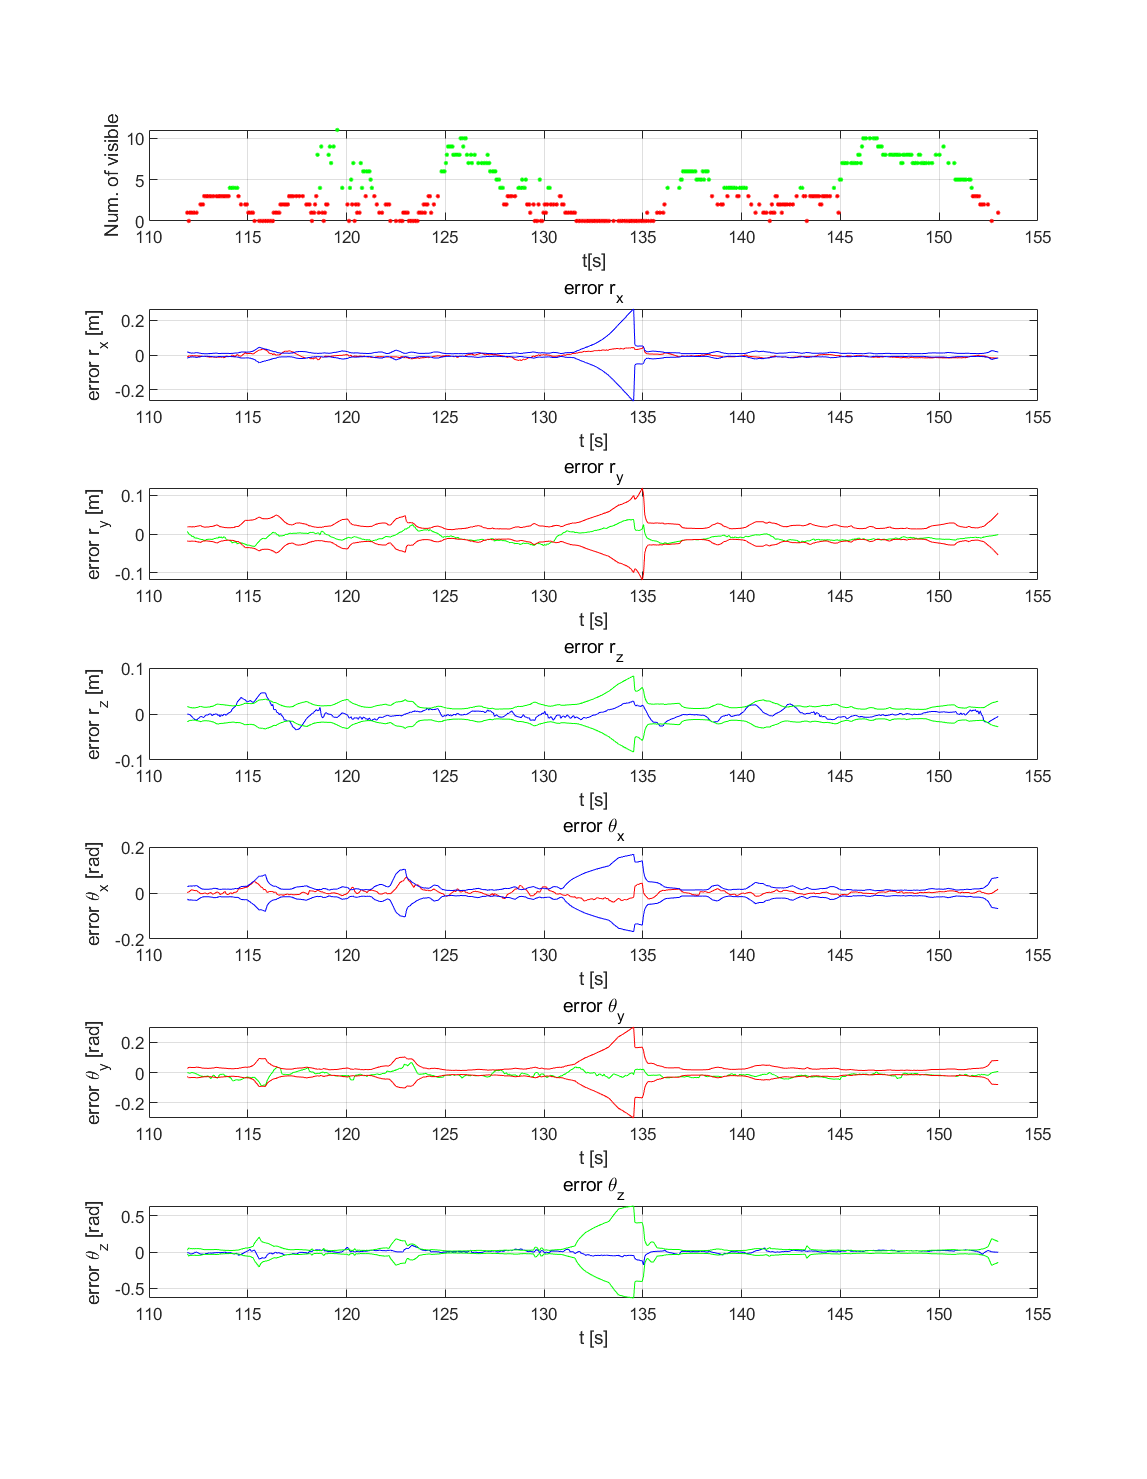 Num. of visible
10
5
0
110 115 120 125 130 135 140 145 150 155
t[s]
error r_x
error r_x [m]
0.2
0
-0.2
110 115 120 125 130 135 140 145 150 155
t [s]
error r_y
error r_y [m]
0.1
0
-0.1
110 115 120 125 130 135 140 145 150 155
t [s]
error r_z
error r_z [m]
0.1
0
-0.1
110 115 120 125 130 135 140 145 150 155
t [s]
error θ_x
error θ_x [rad]
0.2
0
-0.2
110 115 120 125 130 135 140 145 150 155
t [s]
error θ_y
error θ_y [rad]
0.2
0
-0.2
110 115 120 125 130 135 140 145 150 155
t [s]
error θ_z
error θ_z [rad]
0.5
0
-0.5
110 115 120 125 130 135 140 145 150 155
t [s]